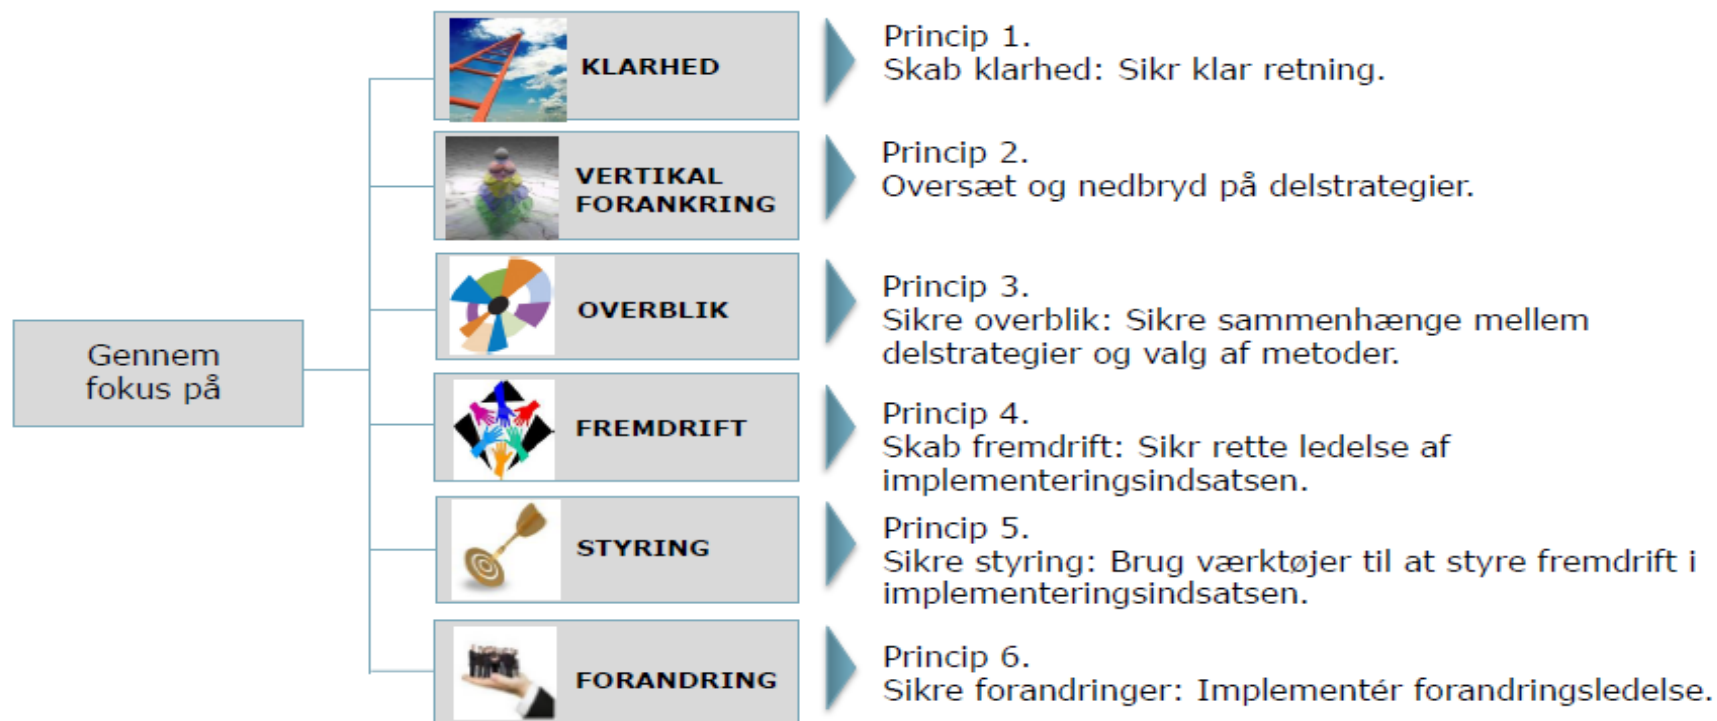 Gennem
fokus på
KLARHED
Princip 1.
Skab klarhed: Sikr klar retning.
VERTIKAL
FORANKRING
Princip 2.
Oversæt og nedbryd på delstrategier.
OVERBLIK
Princip 3.
Sikre overblik: Sikre sammenhænge mellem
delstrategier og valg af metoder.
FREMDRIFT
Princip 4.
Skab fremdrift: Sikr rette ledelse af
implementeringsindsatsen.
STYRING
Princip 5.
Sikre styring: Brug værktøjer til at styre fremdrift i
implementeringsindsatsen.
FORANDRING
Princip 6.
Sikre forandringer: Implementér forandringsledelse.